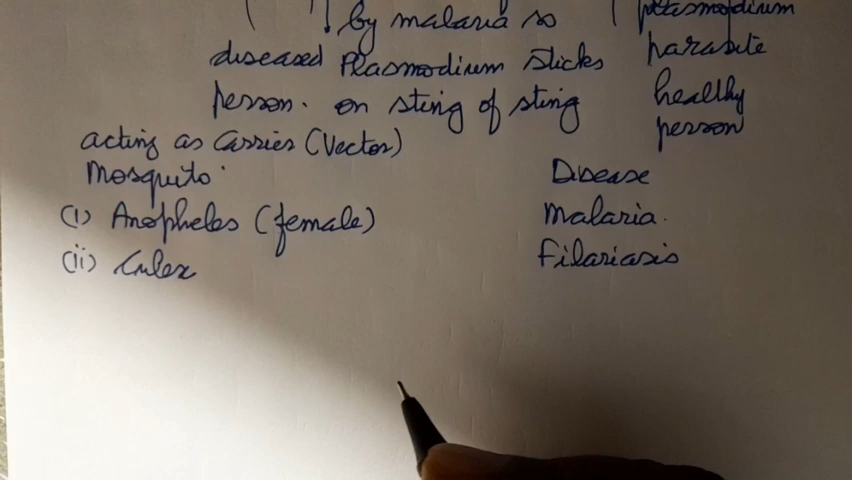 by malaria so plasmodium
diseased Plasmodium sticks parasite
person. on sting of sting healthy
person
acting as Carrier (Vector)
Mosquito Disease
(i) Anopheles (female) Malaria.
(ii) Culex Filariasis